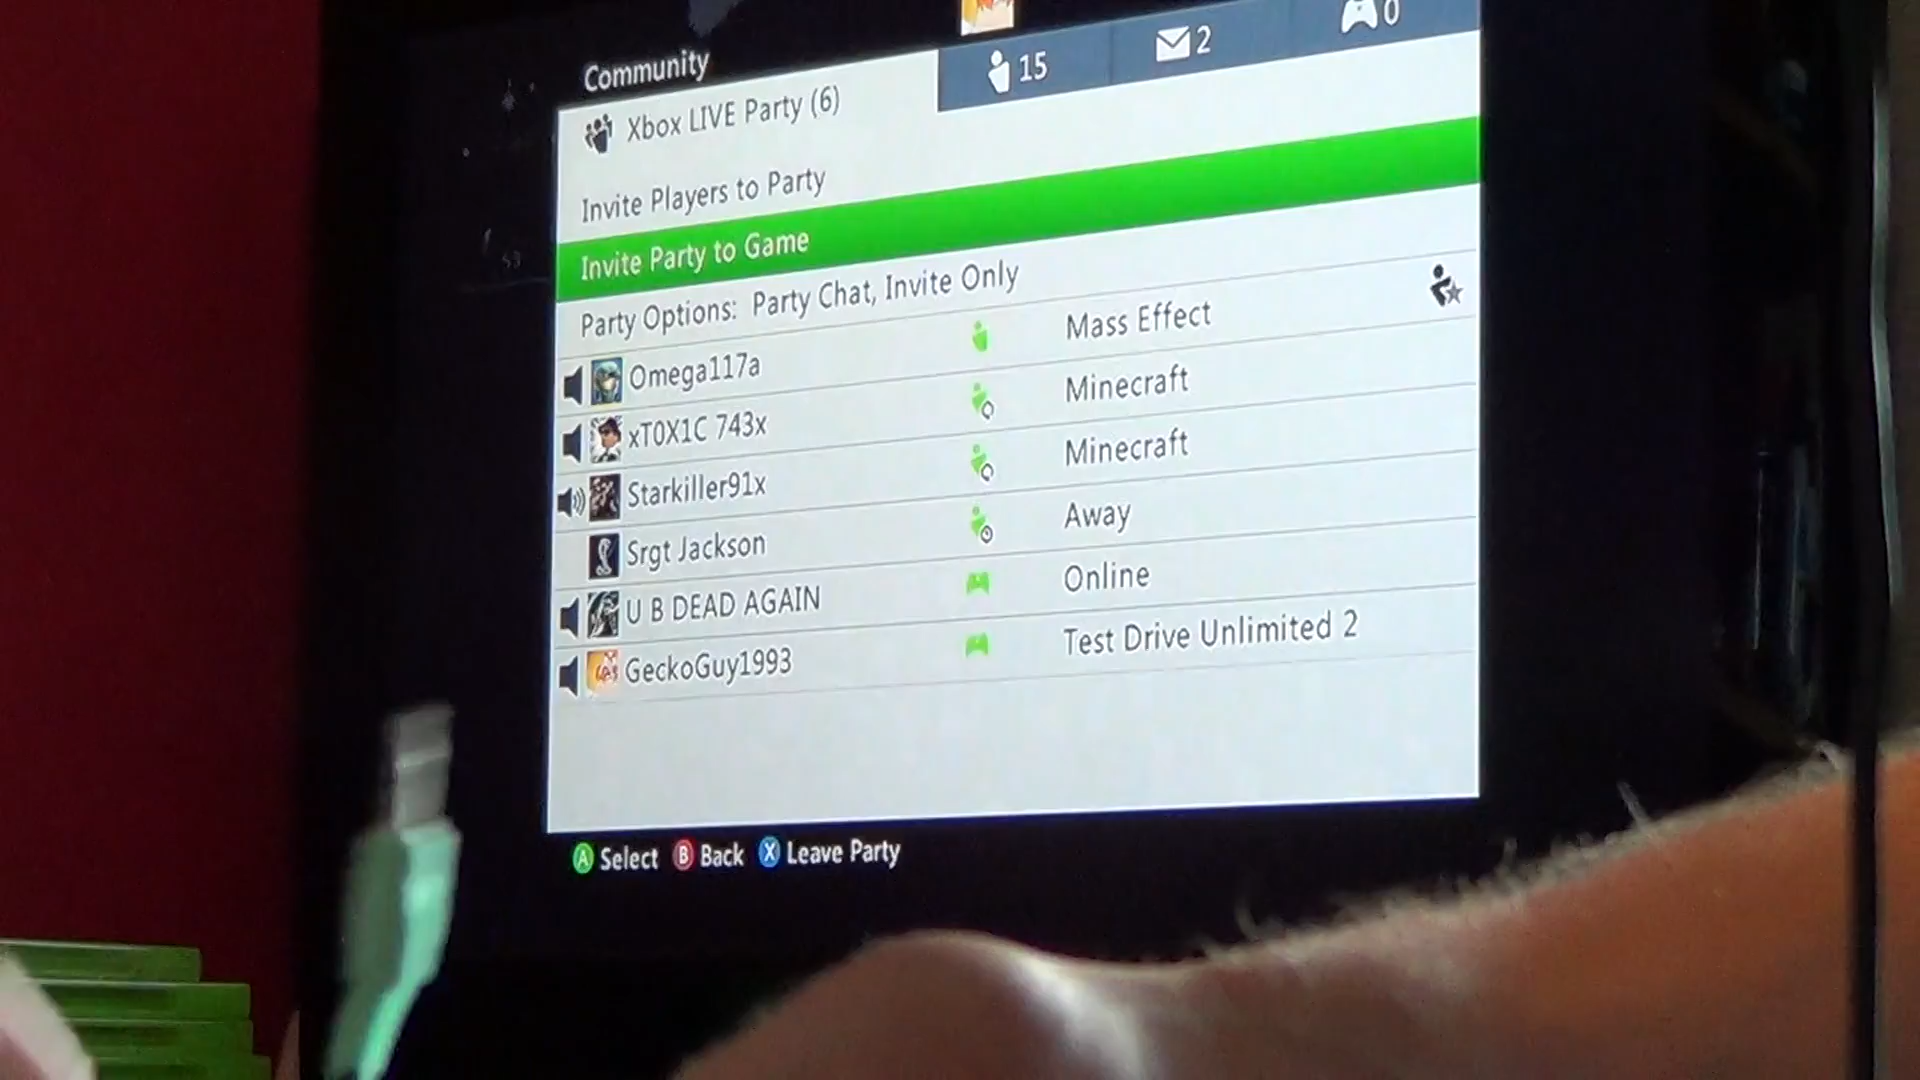 Community
15
2
0
Xbox LIVE Party (6)
Invite Players to Party
Invite Party to Game
Party Options: Party Chat, Invite Only
Omega117a Mass Effect
xT0X1C 743x Minecraft
Starkiller91x Minecraft
Srgt Jackson Away
U B DEAD AGAIN Online
GeckoGuy1993 Test Drive Unlimited 2
A Select B Back X Leave Party